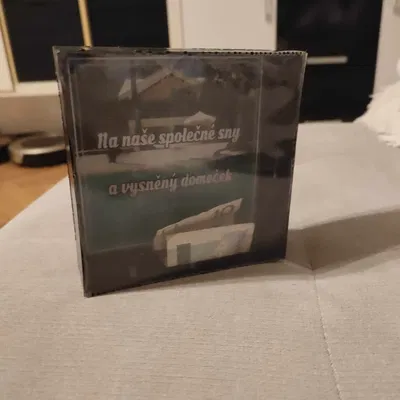 Na naše společné sny
a vysněný domeček